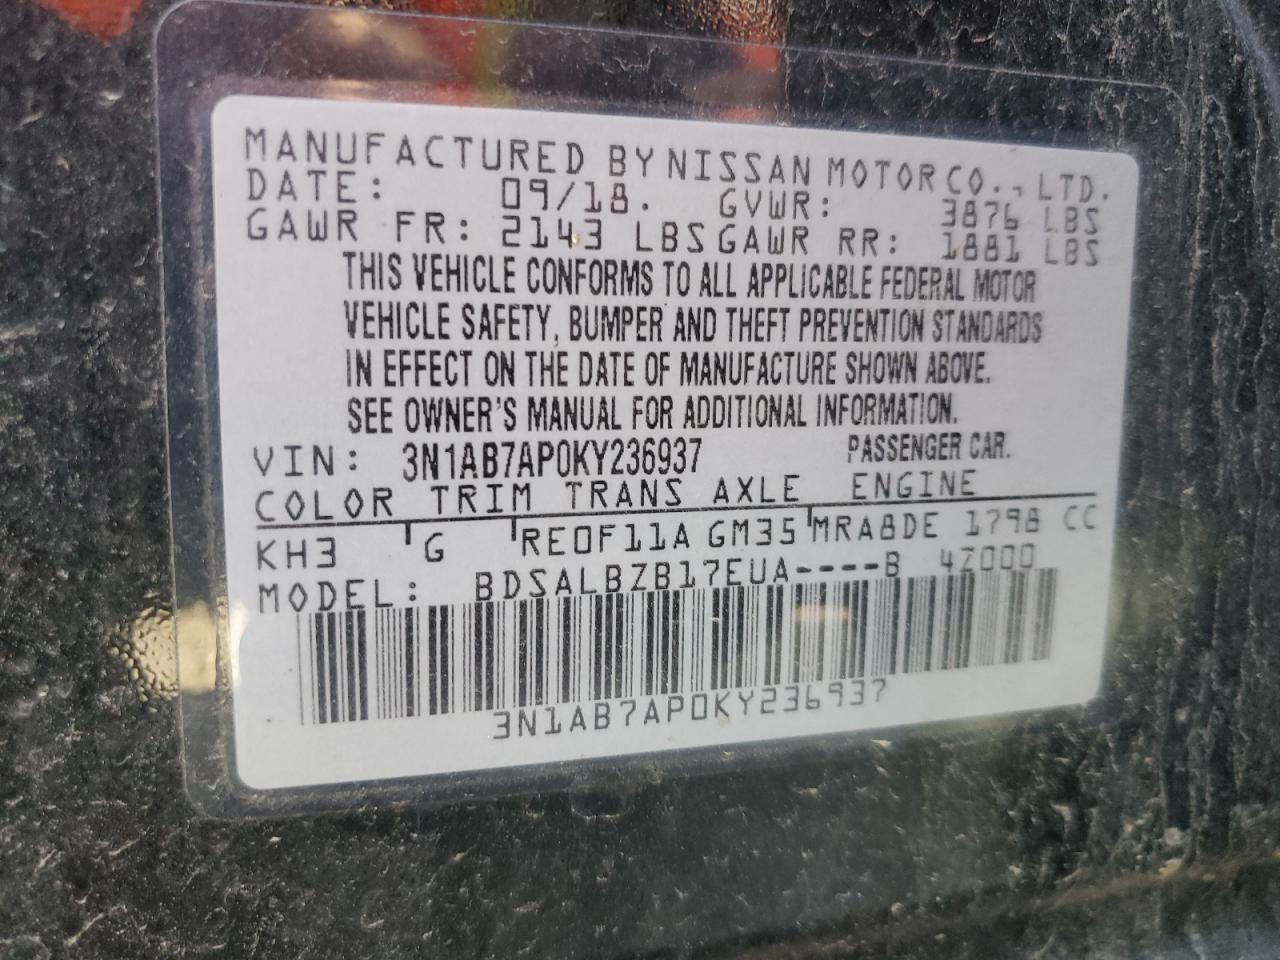 MANUFACTURED BY NISSAN MOTOR CO., LTD.
DATE: 09/18. GVWR: 3876 LBS
GAWR FR: 2143 LBS GAWR RR: 1881 LBS
THIS VEHICLE CONFORMS TO ALL APPLICABLE FEDERAL MOTOR
VEHICLE SAFETY, BUMPER AND THEFT PREVENTION STANDARDS
IN EFFECT ON THE DATE OF MANUFACTURE SHOWN ABOVE.
SEE OWNER'S MANUAL FOR ADDITIONAL INFORMATION.
VIN: 3N1AB7AP0KY236937 PASSENGER CAR.
COLOR TRIM TRANS AXLE ENGINE
KH3 G RE0F11A GM35 MRA8DE 1798 CC
MODEL: BDSALBZB17EUA----B 4Z000
3N1AB7AP0KY236937